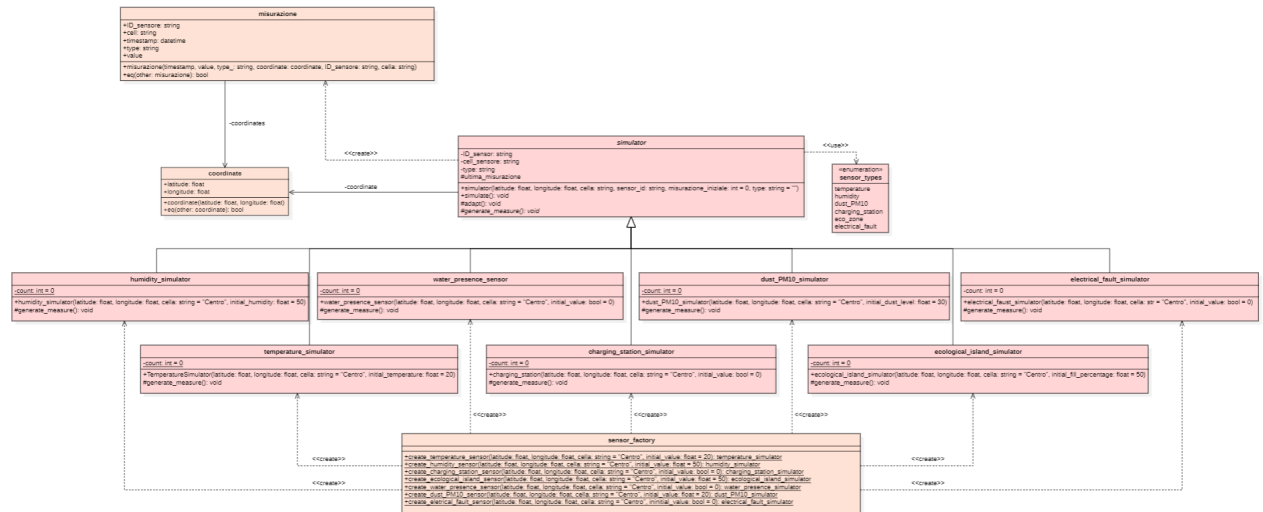 misurazione
+ID_sensore: string
+cell: string
+timestamp: datetime
+type: string
+value
+misurazione(timestamp, value, type_: string, coordinate: coordinate, ID_sensore: string, cella: string)
+eq(other: misurazione): bool
-coordinates
<<create>>
simulator
-ID_sensor: string
-cell_sensore: string
-type: string
#ultima_misurazione
+simulator(latitude: float, longitude: float, cella: string, sensor_id: string, misurazione_iniziale: int = 0, type: string = "")
+simulate(): void
#adapt(): void
#generate_measure(): void
<<use>>
<<enumeration>>
sensor_types
temperature
humidity
dust_PM10
charging_station
eco_zone
electrical_fault
coordinate
+latitude: float
+longitude: float
+coordinate(latitude: float, longitude: float)
+eq(other: coordinate): bool
-coordinate
humidity_simulator
-count: int = 0
+humidity_simulator(latitude: float, longitude: float, cella: string = "Centro", initial_humidity: float = 50)
#generate_measure(): void
water_presence_sensor
-count: int = 0
+water_presence_sensor(latitude: float, longitude: float, cella: string = "Centro", initial_value: bool = 0)
#generate_measure(): void
dust_PM10_simulator
-count: int = 0
+dust_PM10_simulator(latitude: float, longitude: float, cella: string = "Centro", initial_dust_level: float = 30)
#generate_measure(): void
electrical_fault_simulator
-count: int = 0
+electrical_faust_simulator(latitude: float, longitude: float, cella: str = "Centro", initial_value: bool = 0)
#generate_measure(): void
temperature_simulator
-count: int = 0
+TemperatureSimulator(latitude: float, longitude: float, cella: string = "Centro", initial_temperature: float = 20)
#generate_measure(): void
charging_station_simulator
-count: int = 0
+charging_station(latitude: float, longitude: float, cella: string = "Centro", initial_value: bool = 0)
#generate_measure(): void
ecological_island_simulator
-count: int = 0
+ecological_island_simulator(latitude: float, longitude: float, cella: string = "Centro", initial_fill_percentage: float = 50)
#generate_measure(): void
<<create>>
<<create>>
<<create>>
<<create>>
<<create>>
<<create>>
<<create>>
sensor_factory
+create_temperature_sensor(latitude: float, longitude: float, cella: string = "Centro", initial_value: float = 20): temperature_simulator
+create_humidity_sensor(latitude: float, longitude: float, cella: string = "Centro", initial_value: float = 50): humidity_simulator
+create_charging_station_sensor(latitude: float, longitude: float, cella: string = "Centro", initial_value: bool = 0): charging_station_simulator
+create_ecological_island_sensor(latitude: float, longitude: float, cella: string = "Centro", initial_value: float = 50): ecological_island_simulator
+create_water_presence_sensor(latitude: float, longitude: float, cella: string = "Centro", initial_value: bool = 0): water_presence_simulator
+create_dust_PM10_sensor(latitude: float, longitude: float, cella: string = "Centro", initial_value: float = 20): dust_PM10_simulator
+create_eletrical_fault_sensor(latitude: float, longitude: float, cella: string = "Centro", ininitial_value: bool = 0): electrical_fault_simulator